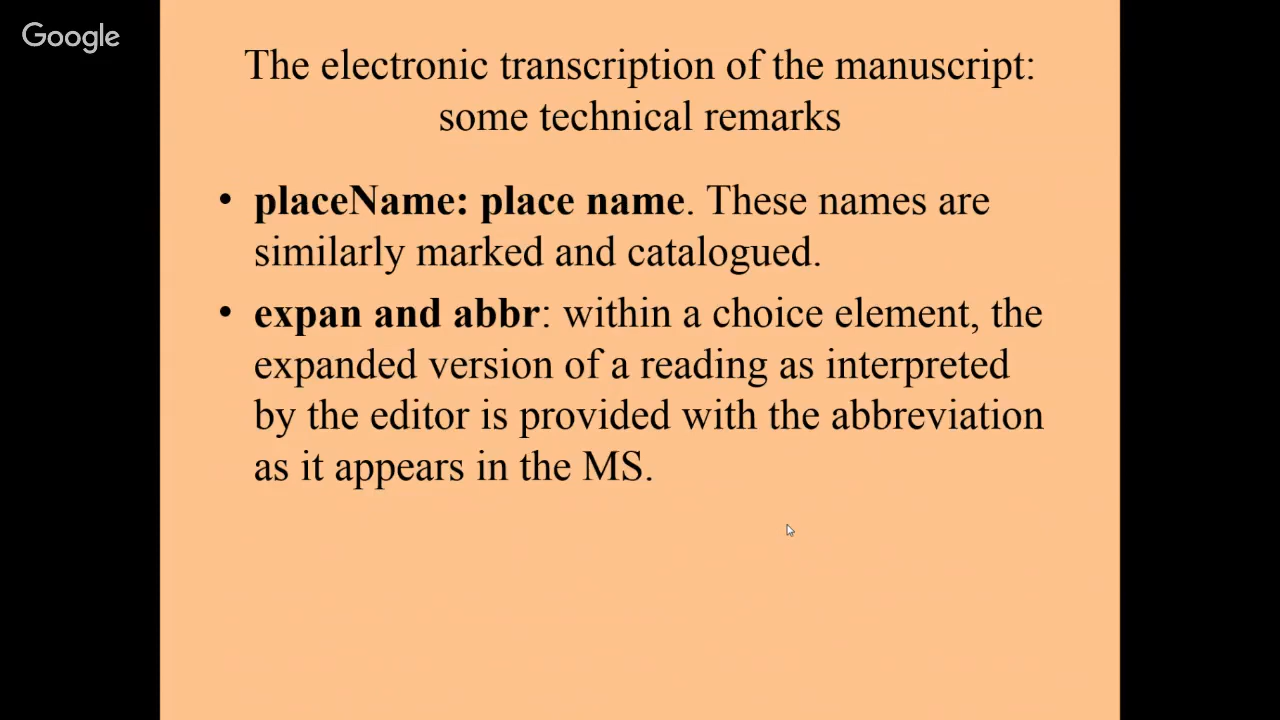 Google
The electronic transcription of the manuscript:
some technical remarks
• placeName: place name. These names are
similarly marked and catalogued.
• expan and abbr: within a choice element, the
expanded version of a reading as interpreted
by the editor is provided with the abbreviation
as it appears in the MS.